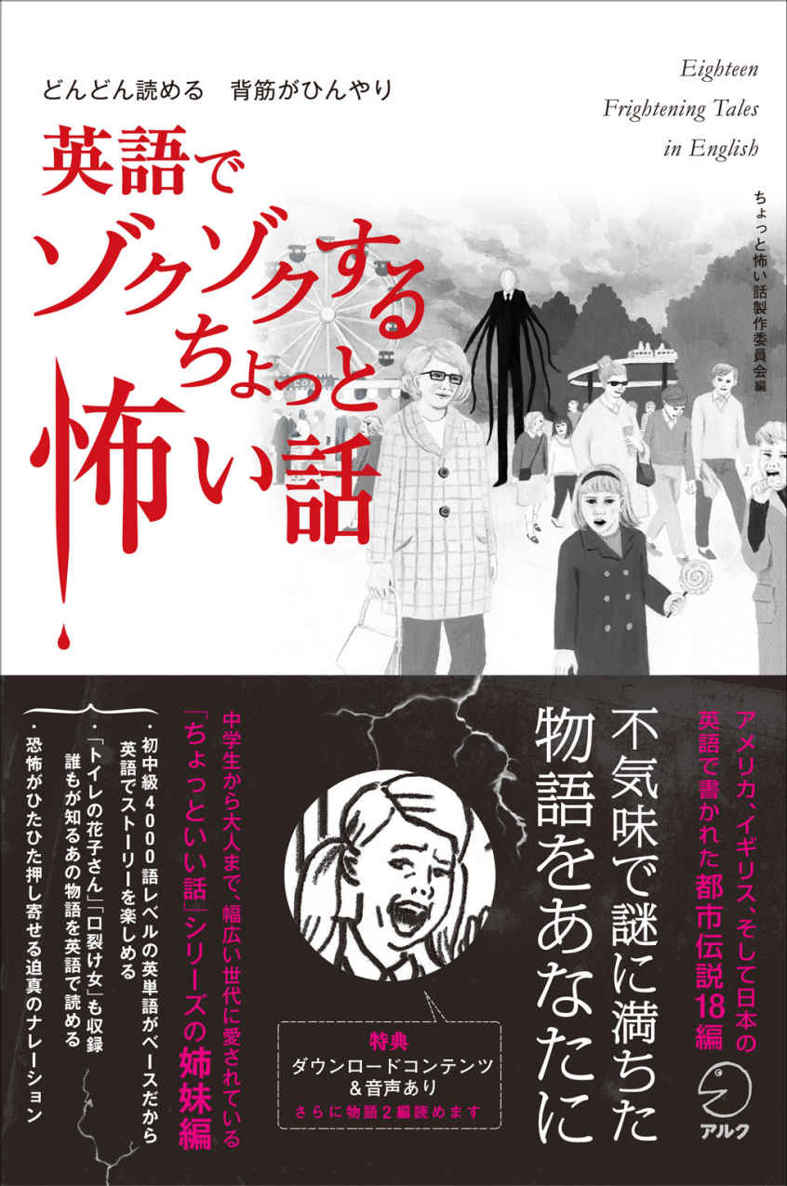 どんどん読める　背筋がひんやり
Eighteen
Frightening Tales
in English
英語で
ゾクゾクする
ちょっと
怖い話
ちょっと怖い話製作委員会 編
アメリカ、イギリス、そして日本の
英語で書かれた都市伝説18編
不気味で謎に満ちた
物語をあなたに
中学生から大人まで、幅広い世代に愛されている
「ちょっといい話」シリーズの姉妹編
・初中級4000語レベルの英単語がベースだから
英語でストーリーを楽しめる
・「トイレの花子さん」「口裂け女」も収録
誰もが知るあの物語を英語で読める
・恐怖がひたひた押し寄せる迫真のナレーション
特典
ダウンロードコンテンツ
＆音声あり
さらに物語2編読めます
アルク